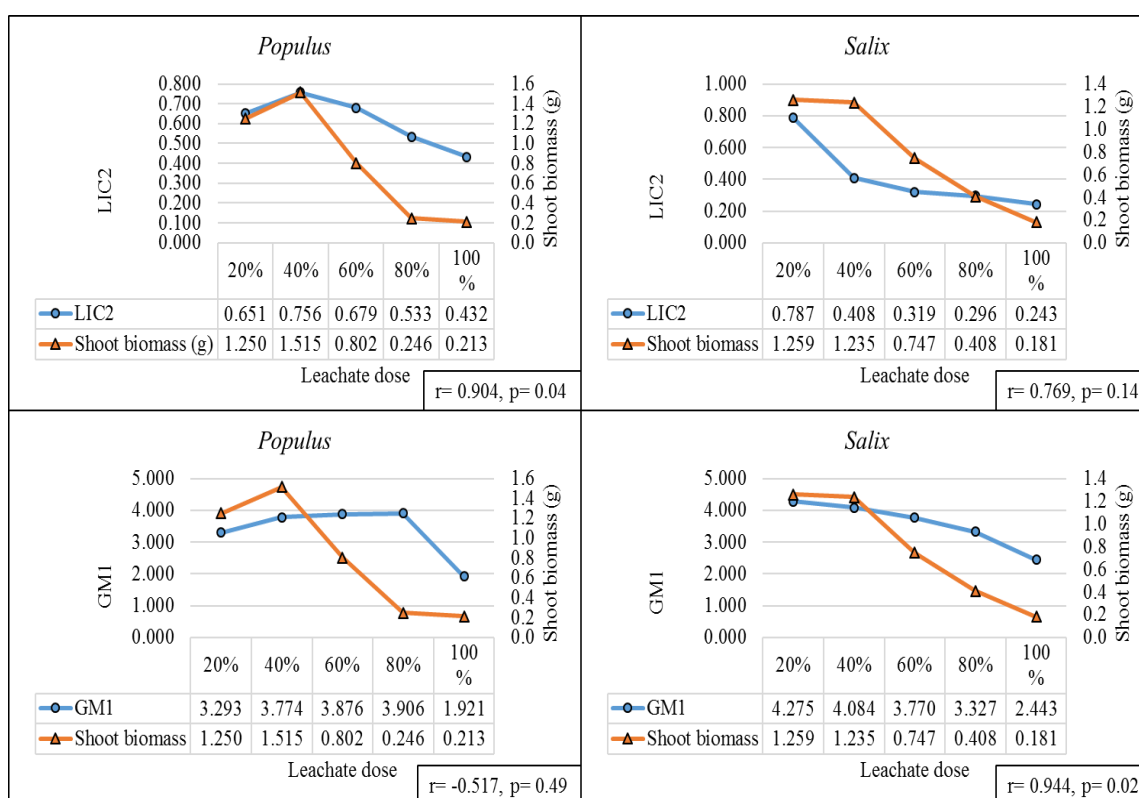 Populus
0.800
0.700
0.600
0.500
0.400
0.300
0.200
0.100
0.000
LIC2
1.6
1.4
1.2
1.0
0.8
0.6
0.4
0.2
0.0
Shoot biomass (g)
20% 40% 60% 80% 100 %
LIC2 0.651 0.756 0.679 0.533 0.432
Shoot biomass (g) 1.250 1.515 0.802 0.246 0.213
Leachate dose
r= 0.904, p= 0.04
Salix
1.000
0.800
0.600
0.400
0.200
0.000
LIC2
1.4
1.2
1.0
0.8
0.6
0.4
0.2
0.0
Shoot biomass (g)
20% 40% 60% 80% 100 %
LIC2 0.787 0.408 0.319 0.296 0.243
Shoot biomass 1.259 1.235 0.747 0.408 0.181
Leachate dose
r= 0.769, p= 0.14
Populus
5.000
4.000
3.000
2.000
1.000
0.000
GM1
1.6
1.4
1.2
1.0
0.8
0.6
0.4
0.2
0.0
Shoot biomass (g)
20% 40% 60% 80% 100 %
GM1 3.293 3.774 3.876 3.906 1.921
Shoot biomass 1.250 1.515 0.802 0.246 0.213
Leachate dose
r= -0.517, p= 0.49
Salix
5.000
4.000
3.000
2.000
1.000
0.000
GM1
1.4
1.2
1.0
0.8
0.6
0.4
0.2
0.0
Shoot biomass (g)
20% 40% 60% 80% 100 %
GM1 4.275 4.084 3.770 3.327 2.443
Shoot biomass 1.259 1.235 0.747 0.408 0.181
Leachate dose
r= 0.944, p= 0.02